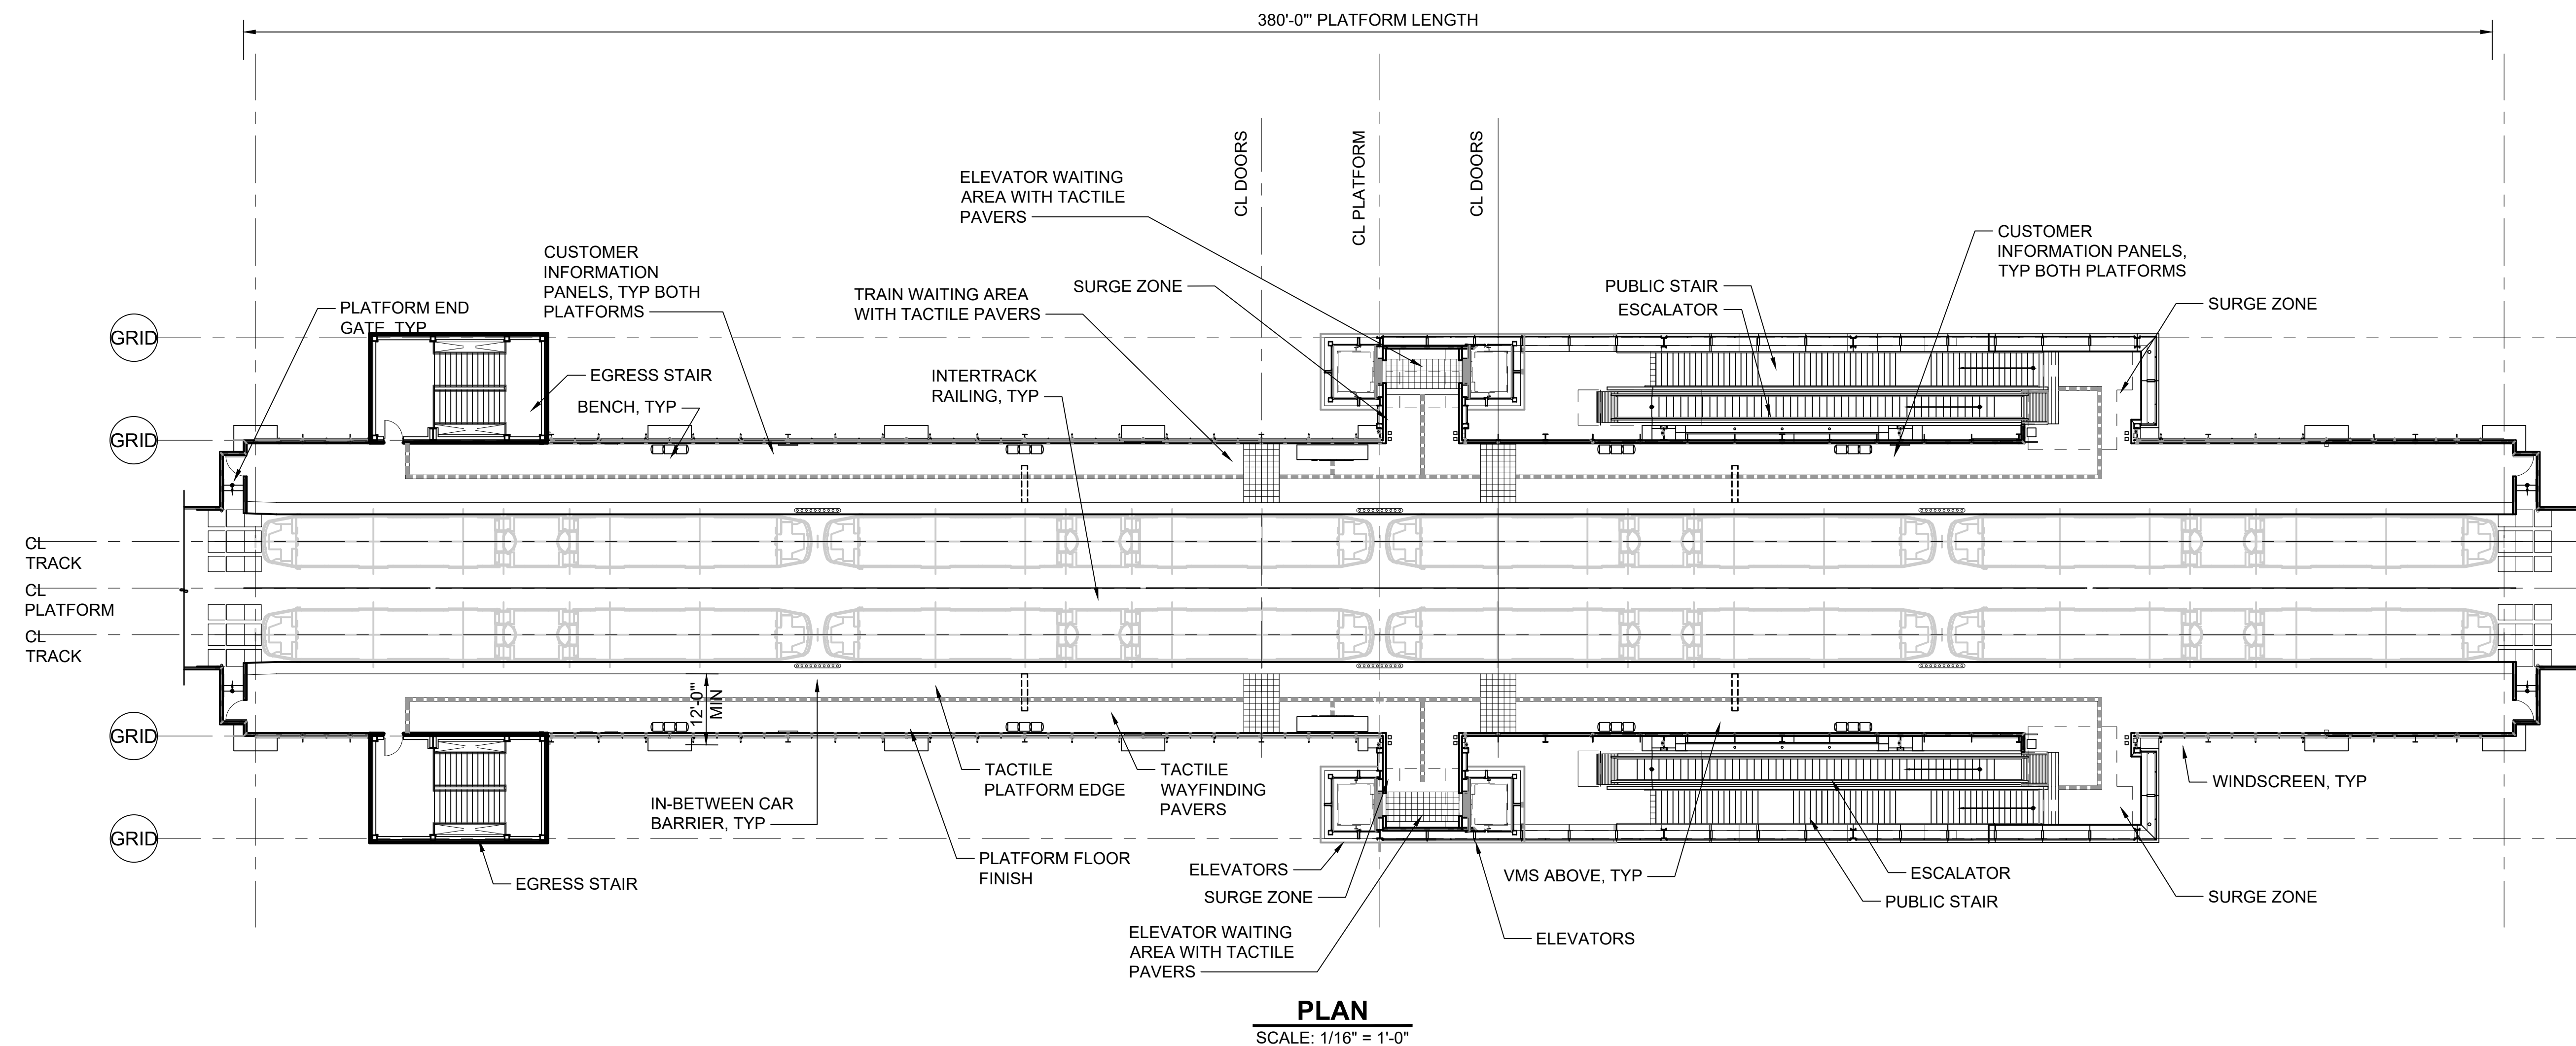 380'-0"' PLATFORM LENGTH
CL DOORS
CL PLATFORM
CL DOORS
ELEVATOR WAITING
AREA WITH TACTILE
PAVERS
CUSTOMER
INFORMATION PANELS,
TYP BOTH PLATFORMS
CUSTOMER
INFORMATION
PANELS, TYP BOTH
PLATFORMS
SURGE ZONE
PUBLIC STAIR
ESCALATOR
TRAIN WAITING AREA
WITH TACTILE PAVERS
SURGE ZONE
PLATFORM END
GATE, TYP
GRID
EGRESS STAIR
INTERTRACK
RAILING, TYP
BENCH, TYP
GRID
CL
TRACK
CL
PLATFORM
CL
TRACK
12'-0"'
MIN
GRID
TACTILE
PLATFORM EDGE
TACTILE
WAYFINDING
PAVERS
WINDSCREEN, TYP
IN-BETWEEN CAR
BARRIER, TYP
GRID
PLATFORM FLOOR
FINISH
ELEVATORS
VMS ABOVE, TYP
ESCALATOR
EGRESS STAIR
SURGE ZONE
PUBLIC STAIR
SURGE ZONE
ELEVATOR WAITING
AREA WITH TACTILE
PAVERS
ELEVATORS
PLAN
SCALE: 1/16" = 1'-0"